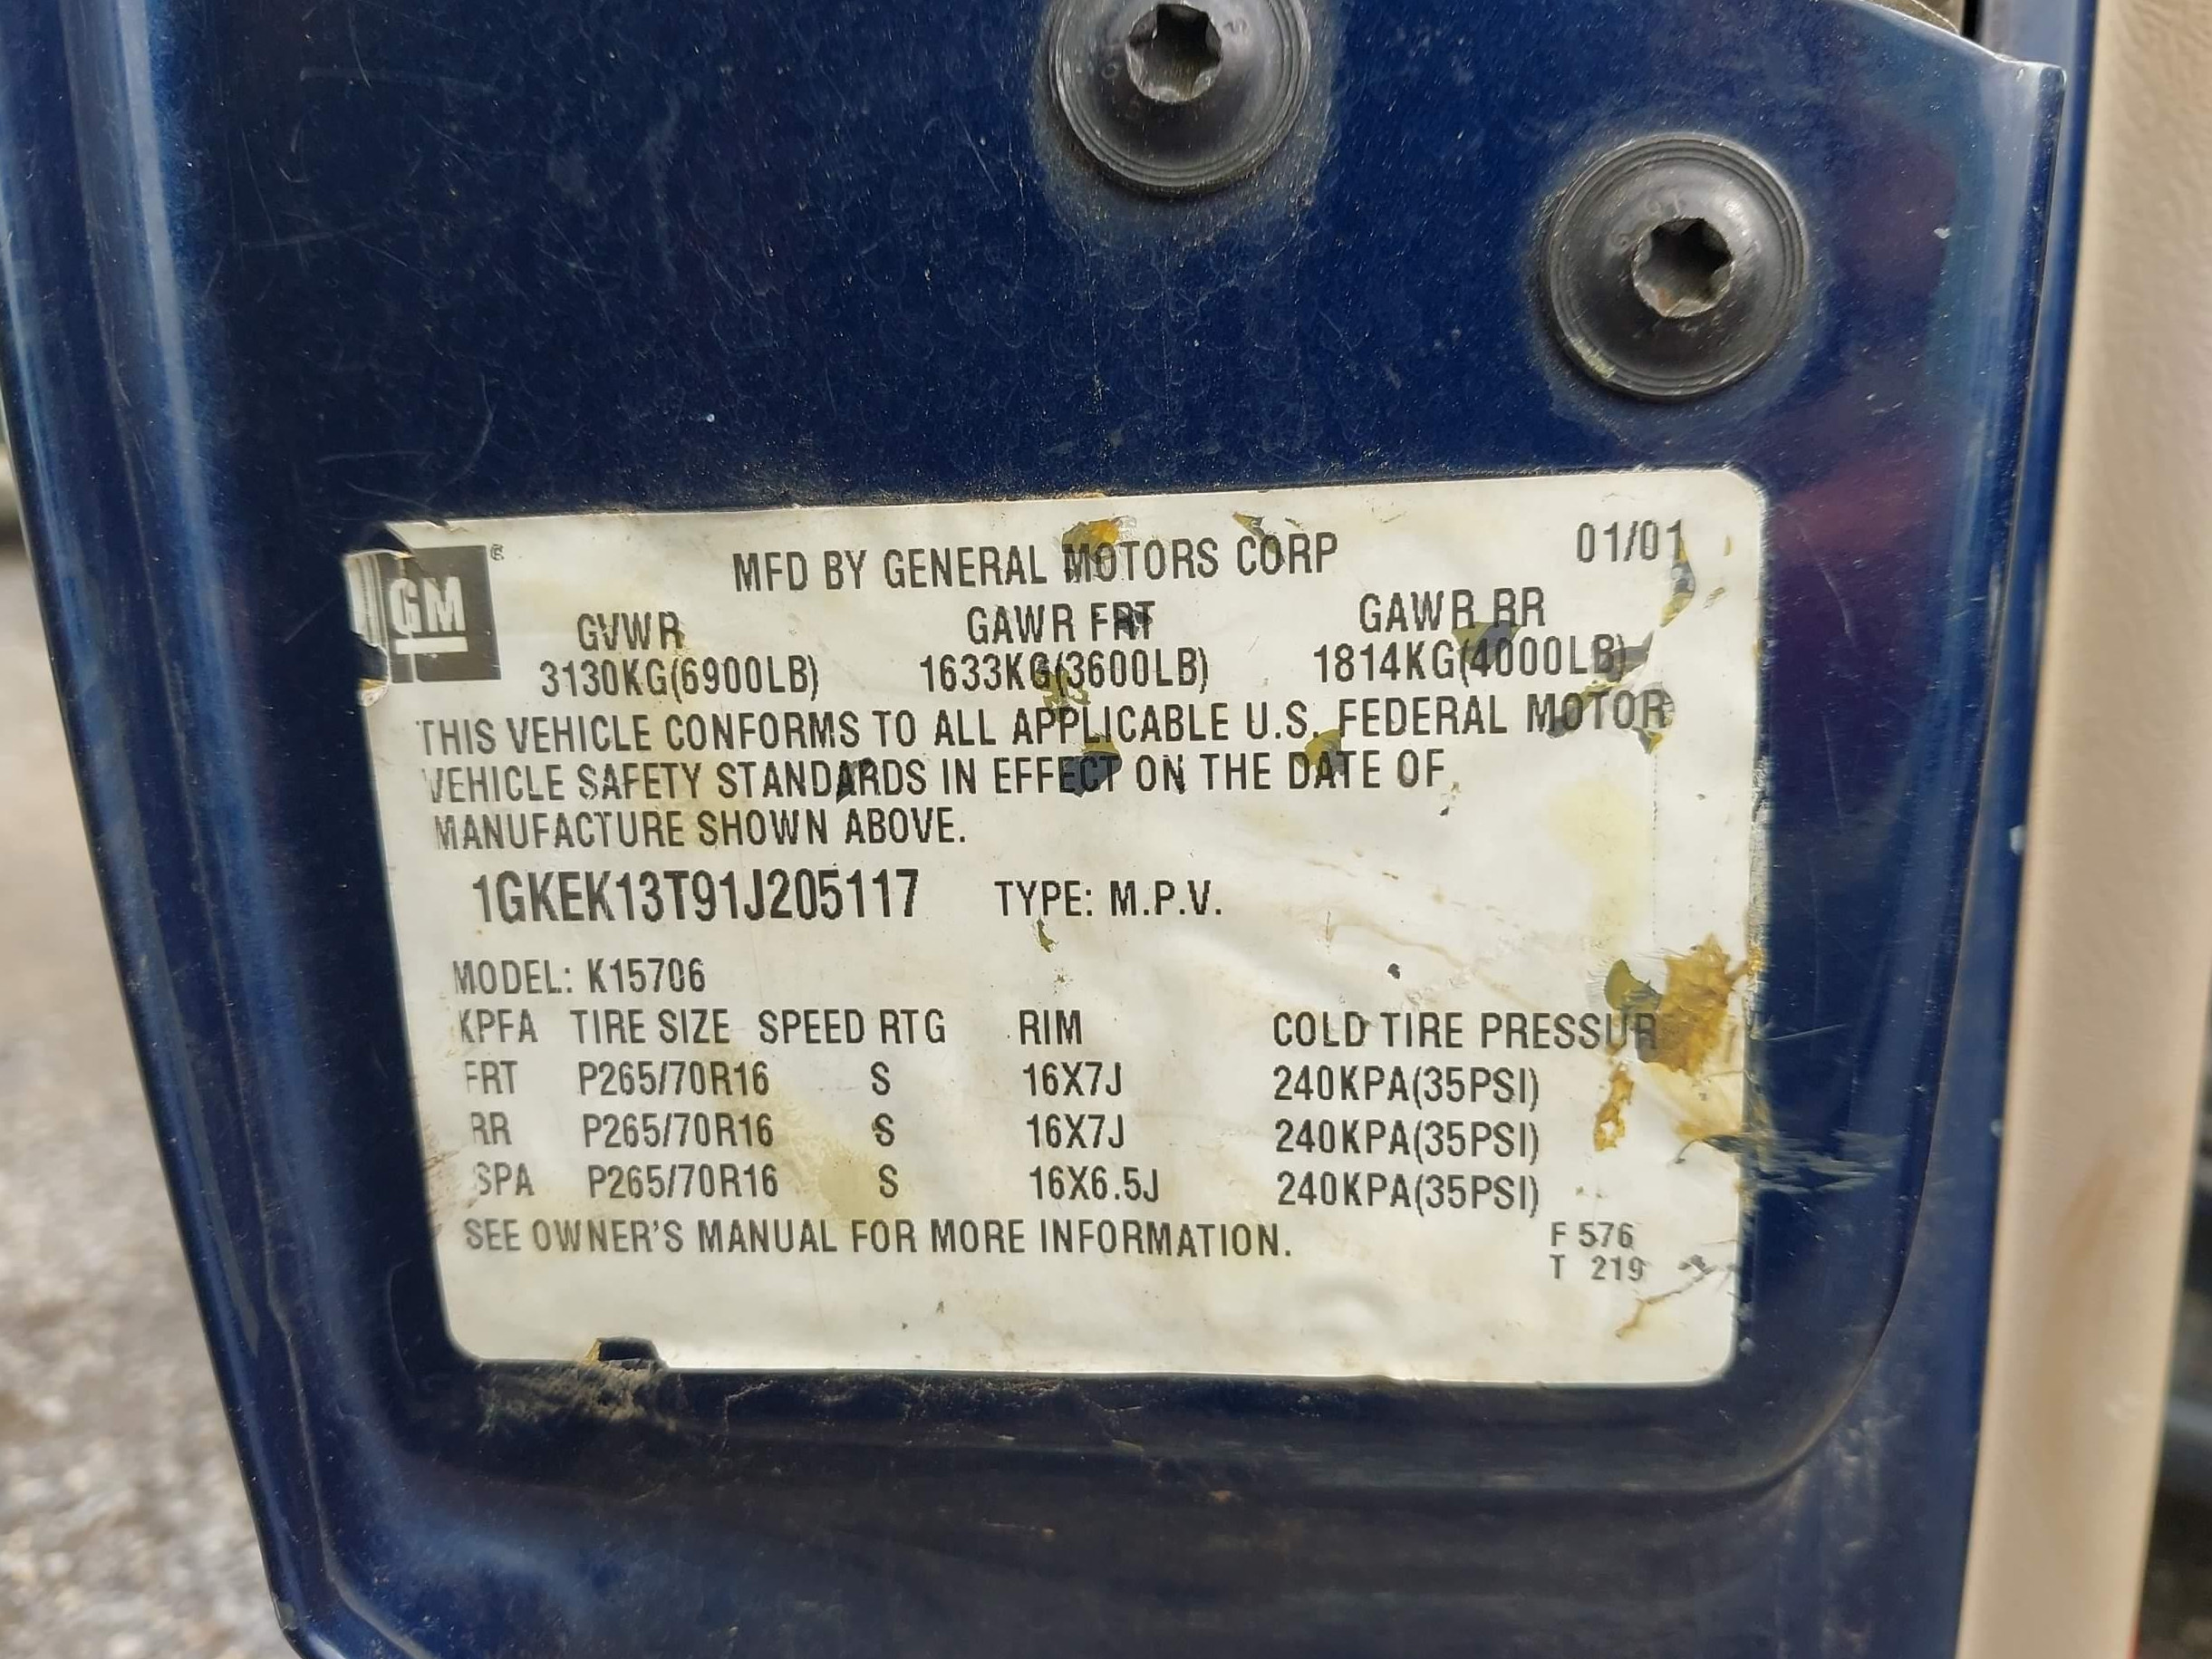 GM ®
MFD BY GENERAL MOTORS CORP 01/01
GVWR GAWR FRT GAWR RR
3130KG(6900LB) 1633KG(3600LB) 1814KG(4000LB)
THIS VEHICLE CONFORMS TO ALL APPLICABLE U.S. FEDERAL MOTOR
VEHICLE SAFETY STANDARDS IN EFFECT ON THE DATE OF
MANUFACTURE SHOWN ABOVE.
1GKEK13T91J205117 TYPE: M.P.V.
MODEL: K15706
KPFA TIRE SIZE SPEED RTG RIM COLD TIRE PRESSUR
FRT P265/70R16 S 16X7J 240KPA(35PSI)
RR P265/70R16 S 16X7J 240KPA(35PSI)
SPA P265/70R16 S 16X6.5J 240KPA(35PSI)
SEE OWNER'S MANUAL FOR MORE INFORMATION.
F 576
T 219